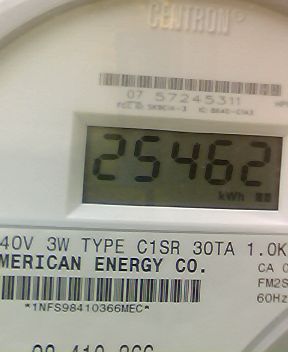 CENTRON®
07 57245311
25462
kWh
40V 3W TYPE C1SR 30TA 1.0K
MERICAN ENERGY CO.
CA 0
FM2S
60Hz
*1NFS98410366MEC*